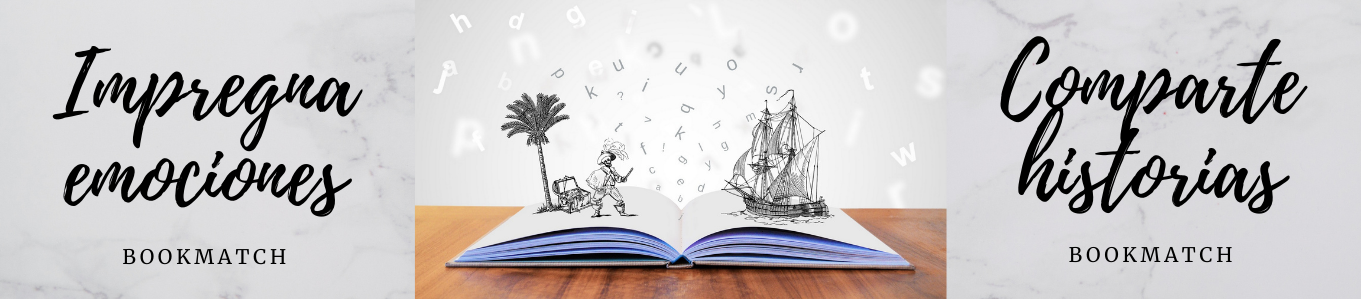 Impregna
emociones
BOOKMATCH
Comparte
historias
BOOKMATCH